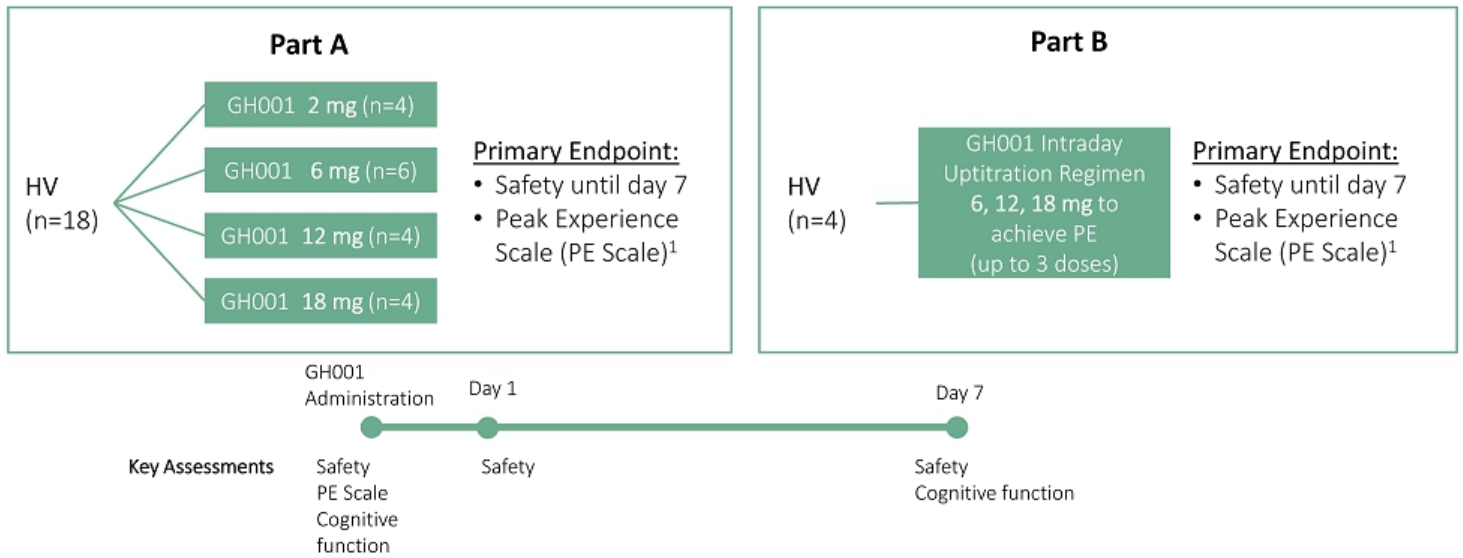 Part A
HV
(n=18)
GH001 2 mg (n=4)
GH001 6 mg (n=6)
GH001 12 mg (n=4)
GH001 18 mg (n=4)
Primary Endpoint:
• Safety until day 7
• Peak Experience
Scale (PE Scale)¹
Part B
HV
(n=4)
GH001 Intraday
Uptitration Regimen
6, 12, 18 mg to
achieve PE
(up to 3 doses)
Primary Endpoint:
• Safety until day 7
• Peak Experience
Scale (PE Scale)¹
GH001
Administration
Day 1
Day 7
Key Assessments
Safety
PE Scale
Cognitive
function
Safety
Safety
Cognitive function